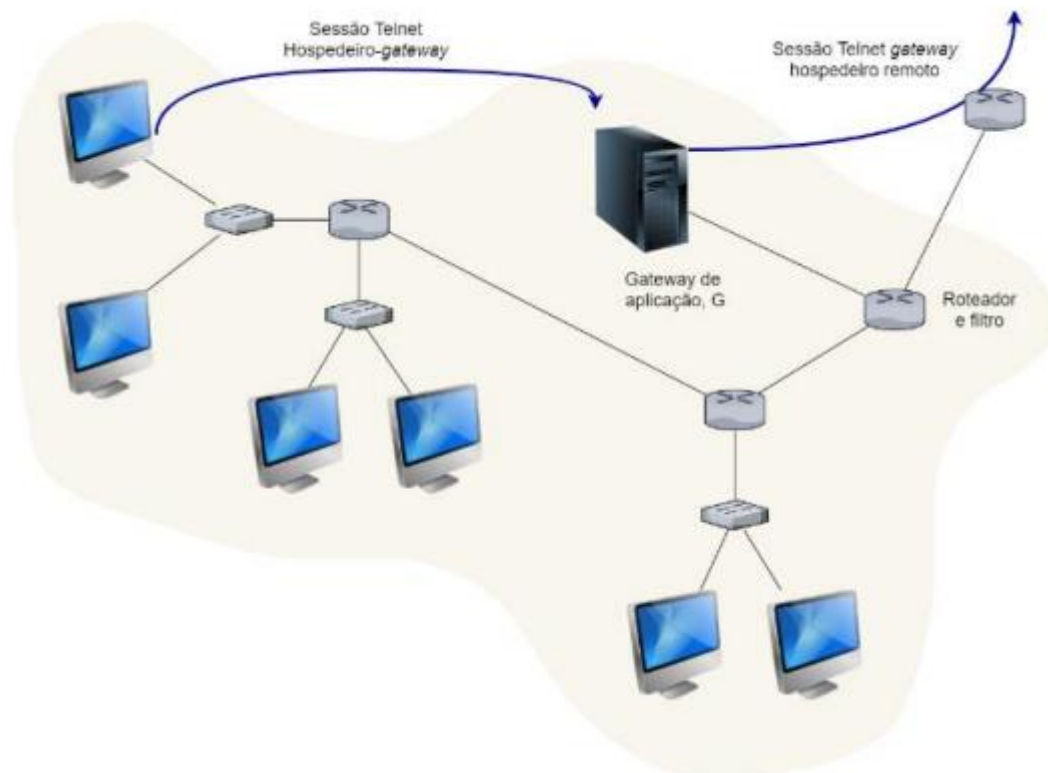 Sessão Telnet
Hospedeiro-gateway
Sessão Telnet gateway
hospedeiro remoto
Gateway de
aplicação, G
Roteador
e filtro